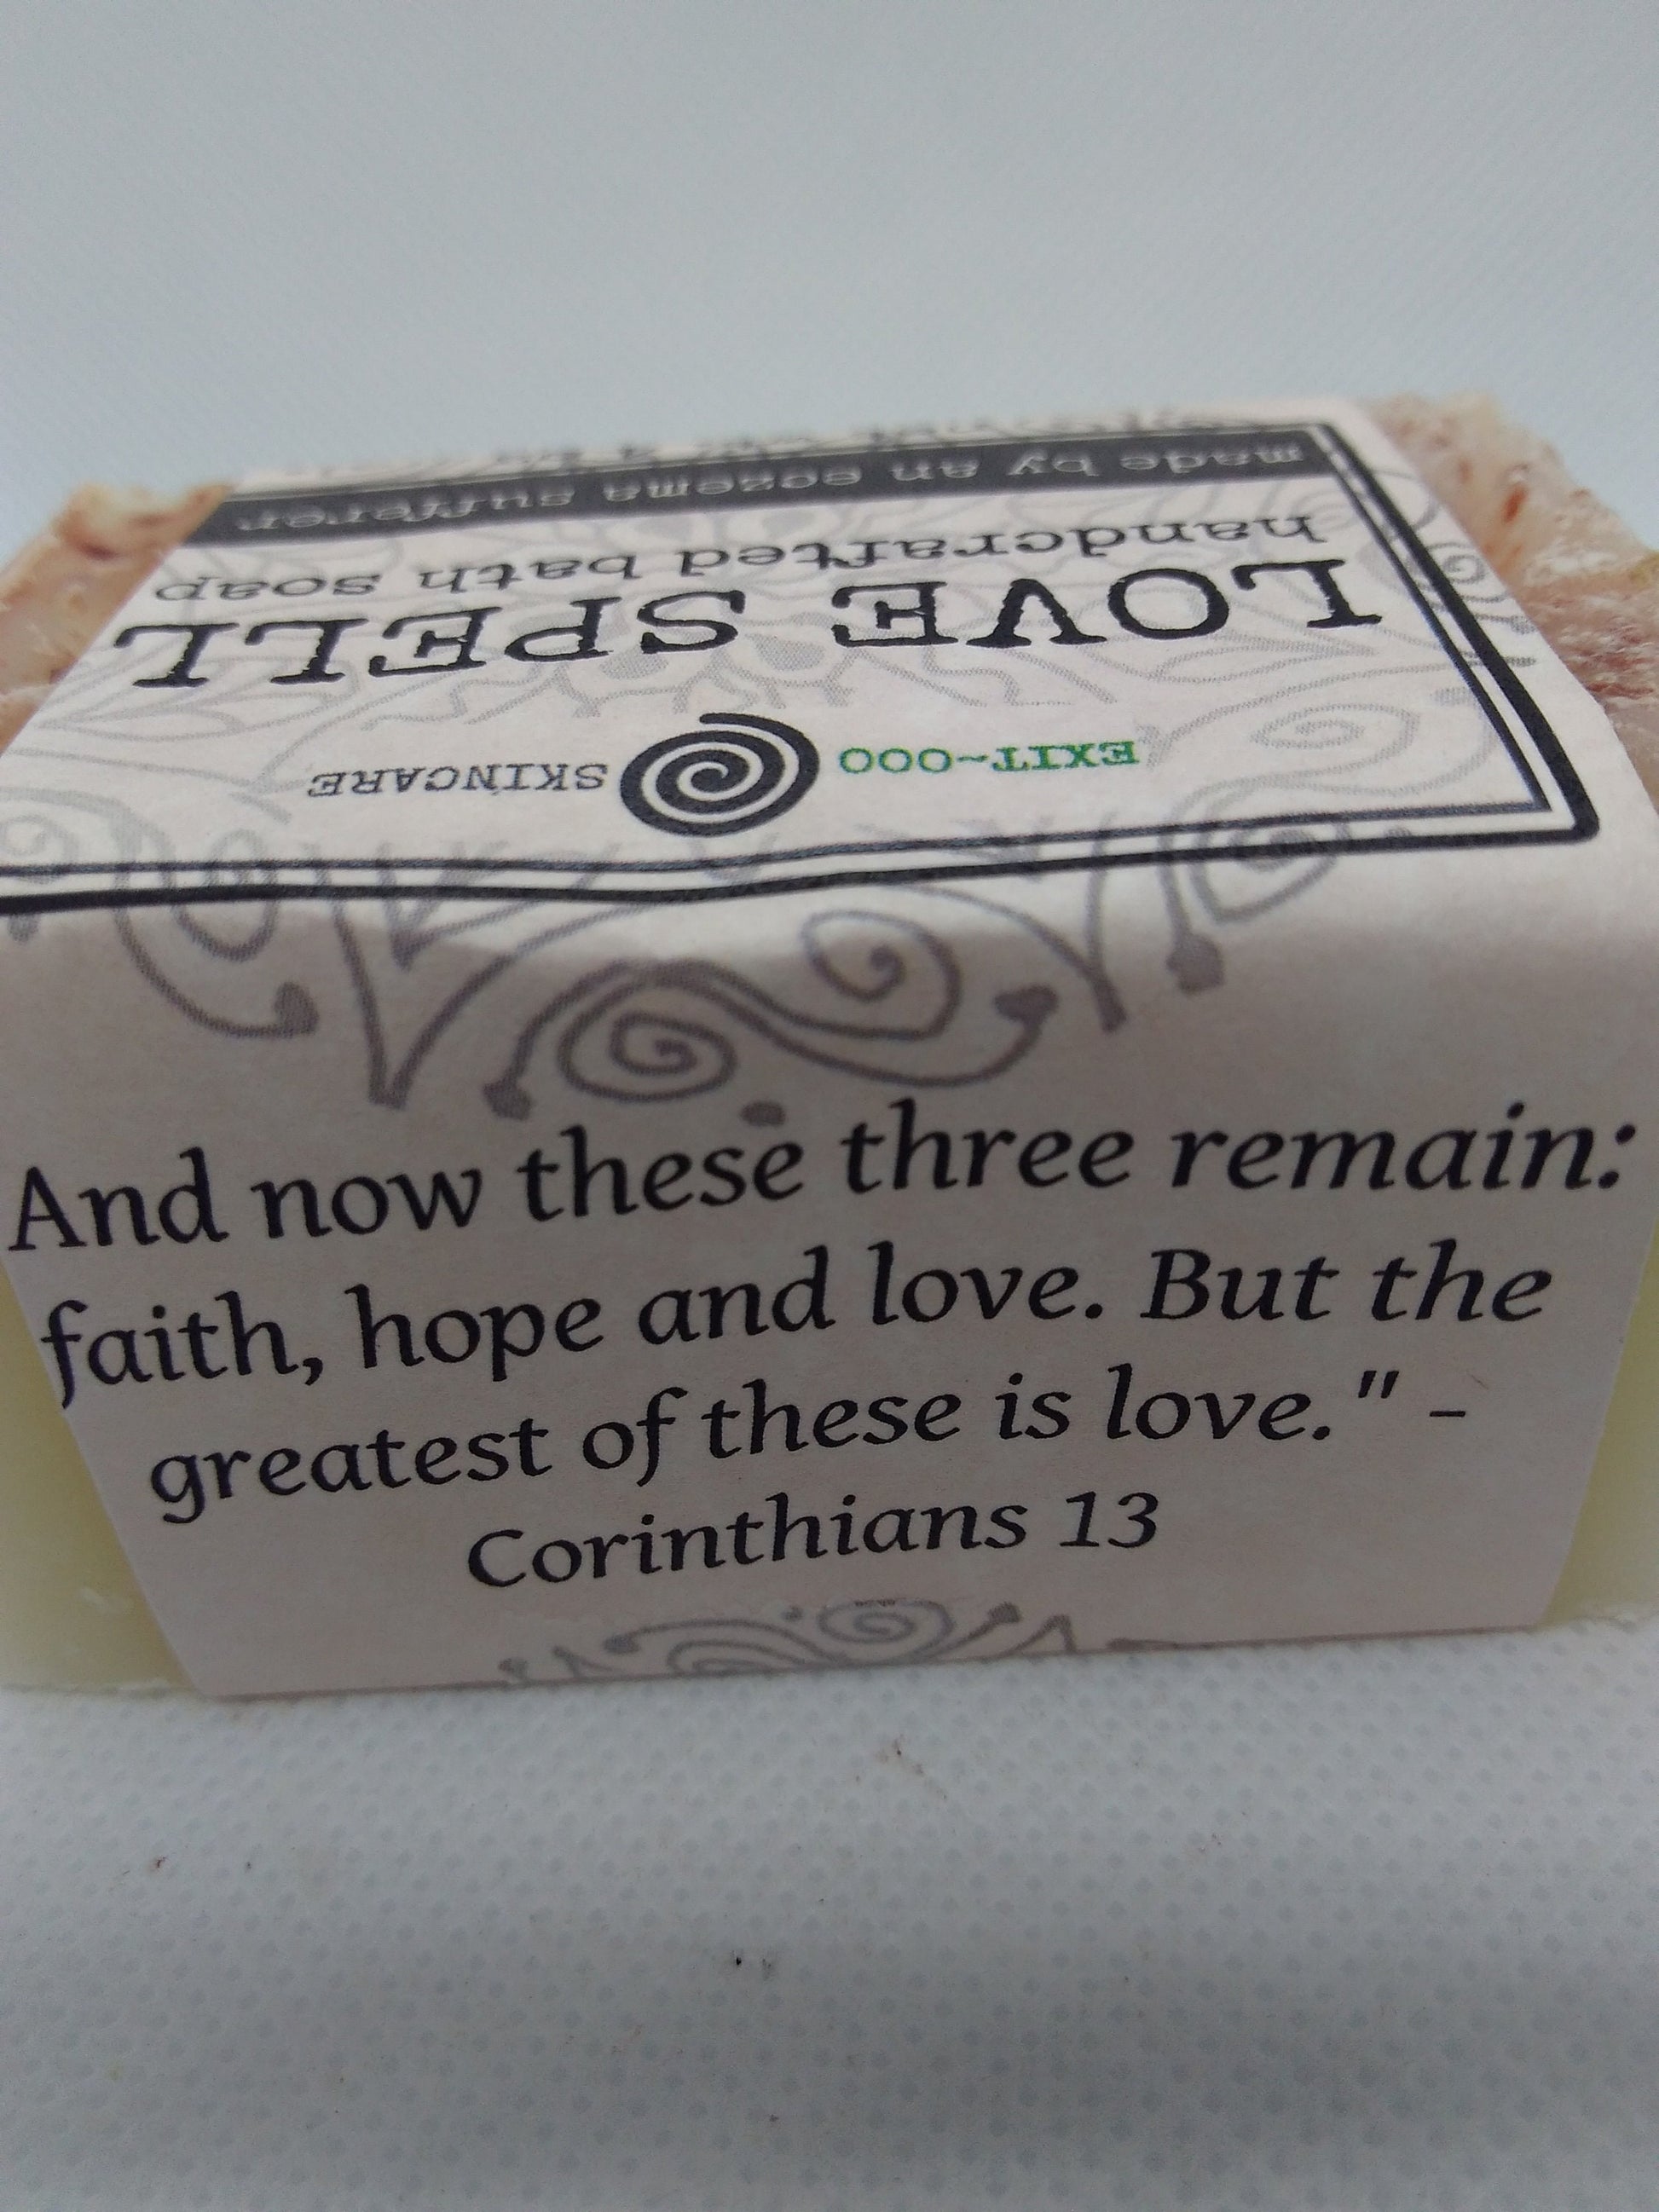 EXIT~000 SKINCARE
LOVE SPELL
handcrafted bath soap
made by an eczema sufferer
And now these three remain:
faith, hope and love. But the
greatest of these is love." -
Corinthians 13